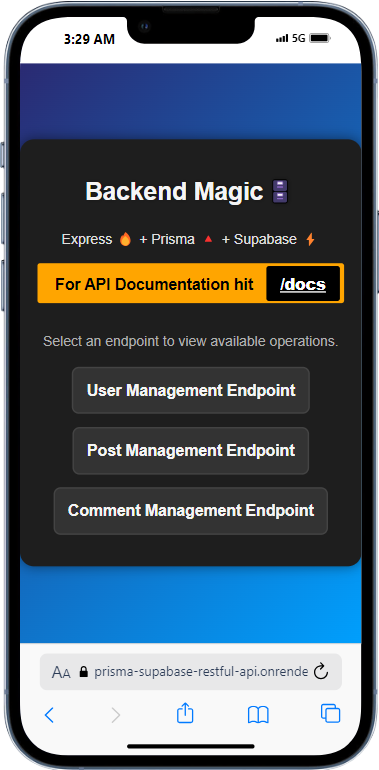 3:29 AM 5G
Backend Magic 🗄️
Express 🔥 + Prisma 🔺 + Supabase ⚡
For API Documentation hit /docs
Select an endpoint to view available operations.
User Management Endpoint
Post Management Endpoint
Comment Management Endpoint
AA prisma-supabase-restful-api.onrende